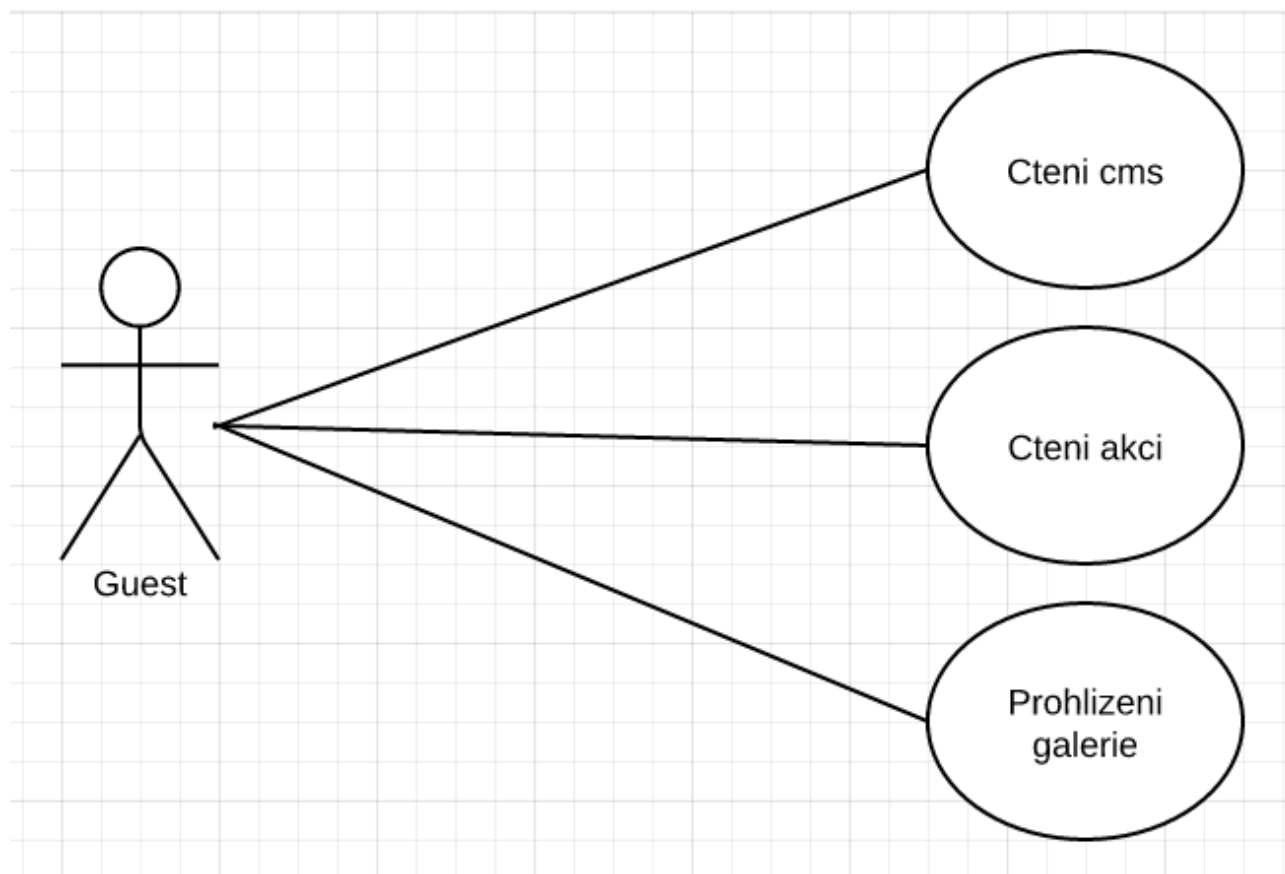 Cteni cms
Cteni akci
Guest
Prohlizeni
galerie